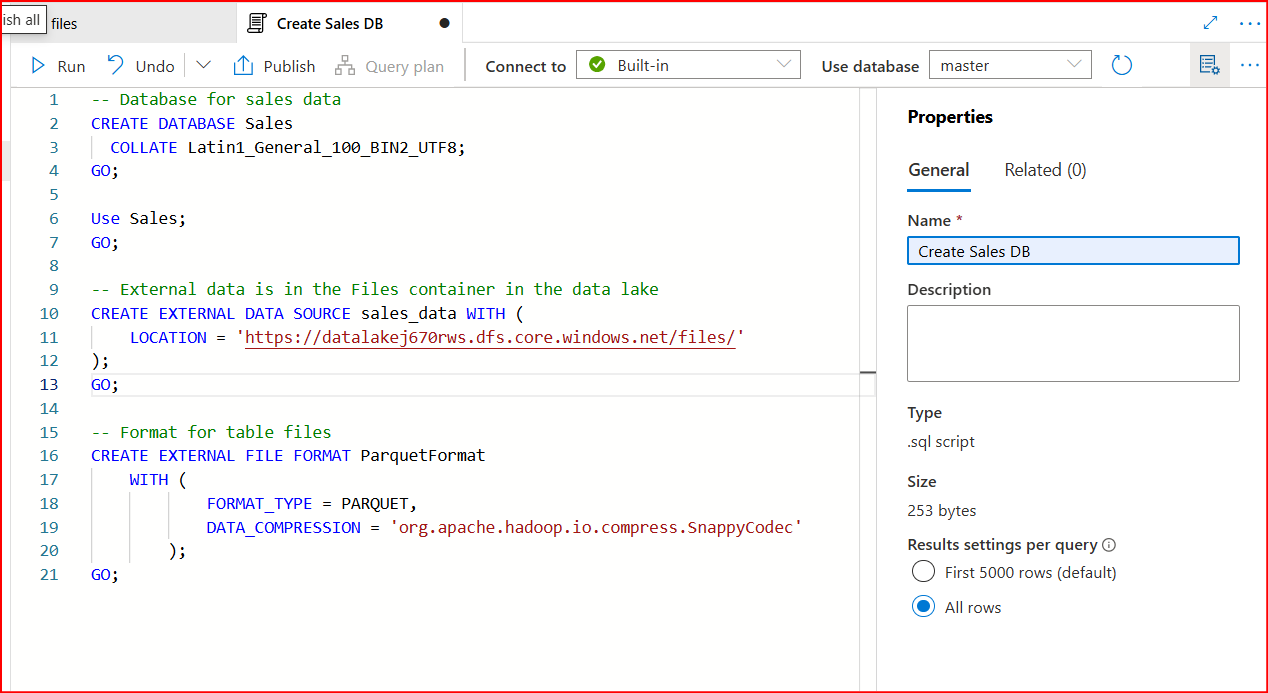 ish all
files
Create Sales DB
Run Undo Publish Query plan Connect to Built-in Use database master
1 -- Database for sales data
2 CREATE DATABASE Sales
3 COLLATE Latin1_General_100_BIN2_UTF8;
4 GO;
5
6 Use Sales;
7 GO;
8
9 -- External data is in the Files container in the data lake
10 CREATE EXTERNAL DATA SOURCE sales_data WITH (
11 LOCATION = 'https://datalakej670rws.dfs.core.windows.net/files/'
12 );
13 GO;
14
15 -- Format for table files
16 CREATE EXTERNAL FILE FORMAT ParquetFormat
17 WITH (
18 FORMAT_TYPE = PARQUET,
19 DATA_COMPRESSION = 'org.apache.hadoop.io.compress.SnappyCodec'
20 );
21 GO;
Properties
General Related (0)
Name *
Create Sales DB
Description
Type
.sql script
Size
253 bytes
Results settings per query
First 5000 rows (default)
All rows